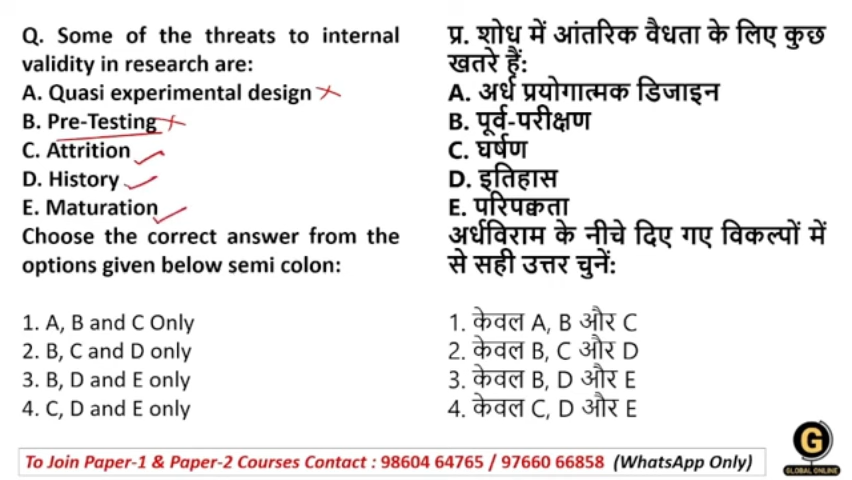 Q. Some of the threats to internal
validity in research are:
A. Quasi experimental design
B. Pre-Testing
C. Attrition
D. History
E. Maturation
Choose the correct answer from the
options given below semi colon:
1. A, B and C Only
2. B, C and D only
3. B, D and E only
4. C, D and E only
प्र. शोध में आंतरिक वैधता के लिए कुछ
खतरे हैं:
A. अर्ध प्रयोगात्मक डिजाइन
B. पूर्व-परीक्षण
C. घर्षण
D. इतिहास
E. परिपक्वता
अर्धविराम के नीचे दिए गए विकल्पों में
से सही उत्तर चुनें:
1. केवल A, B और C
2. केवल B, C और D
3. केवल B, D और E
4. केवल C, D और E
To Join Paper-1 & Paper-2 Courses Contact : 98604 64765 / 97660 66858 (WhatsApp Only)
G
GLOBAL ONLINE